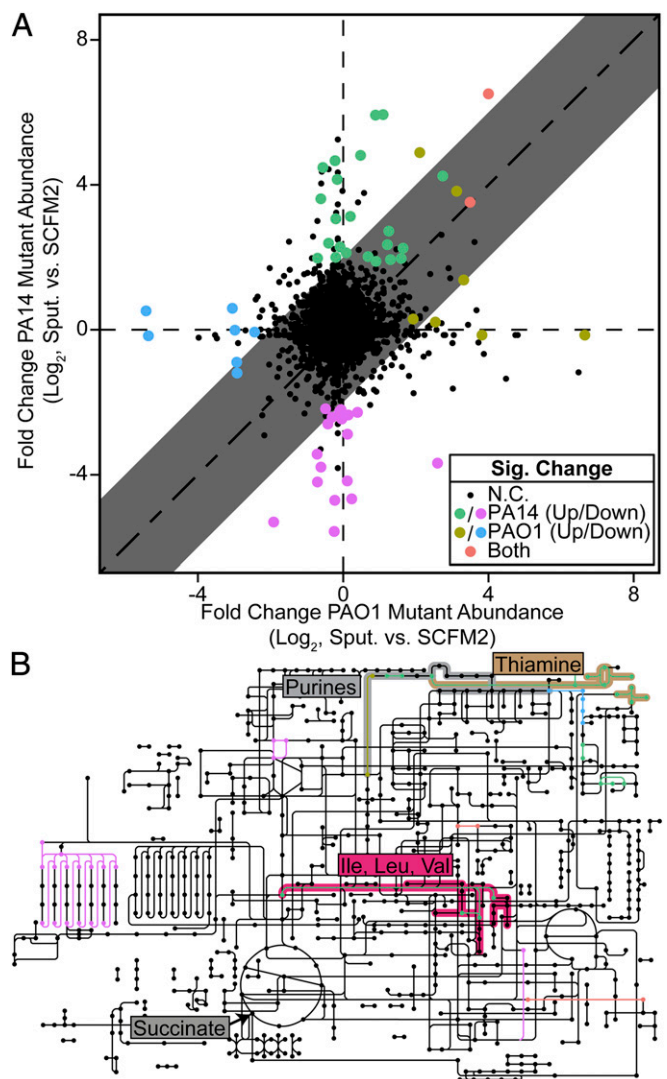 A
8
4
0
-4
Fold Change PA14 Mutant Abundance
(Log2, Sput. vs. SCFM2)
Sig. Change
N.C.
/ PA14 (Up/Down)
/ PAO1 (Up/Down)
Both
-4 0 4 8
Fold Change PAO1 Mutant Abundance
(Log2, Sput. vs. SCFM2)
B
Thiamine
Purines
Ile, Leu, Val
Succinate